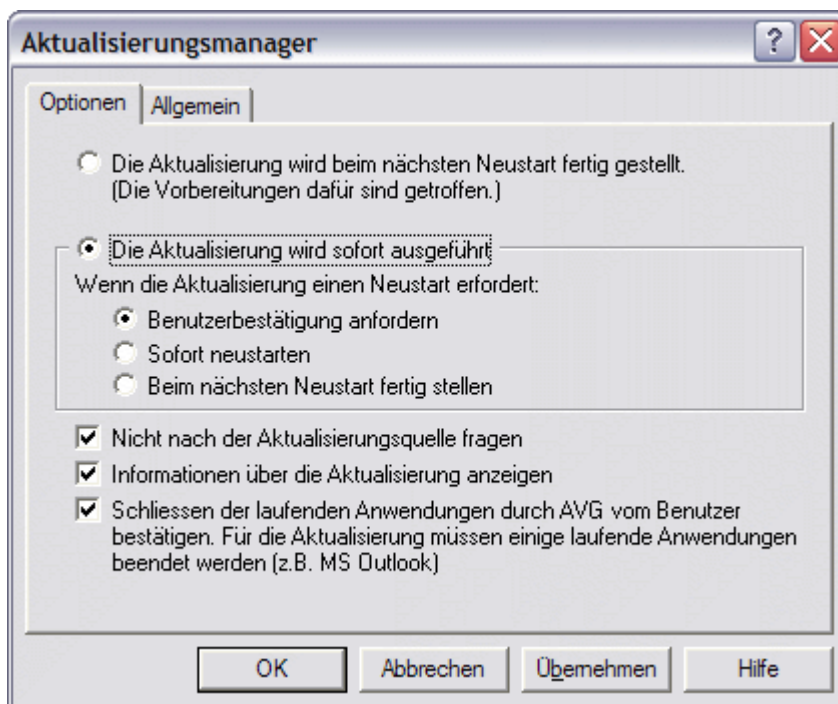 Aktualisierungsmanager
Optionen
Allgemein
Die Aktualisierung wird beim nächsten Neustart fertig gestellt.
(Die Vorbereitungen dafür sind getroffen.)
Die Aktualisierung wird sofort ausgeführt
Wenn die Aktualisierung einen Neustart erfordert:
Benutzerbestätigung anfordern
Sofort neustarten
Beim nächsten Neustart fertig stellen
Nicht nach der Aktualisierungsquelle fragen
Informationen über die Aktualisierung anzeigen
Schliessen der laufenden Anwendungen durch AVG vom Benutzer
bestätigen. Für die Aktualisierung müssen einige laufende Anwendungen
beendet werden (z.B. MS Outlook)
OK
Abbrechen
Übernehmen
Hilfe